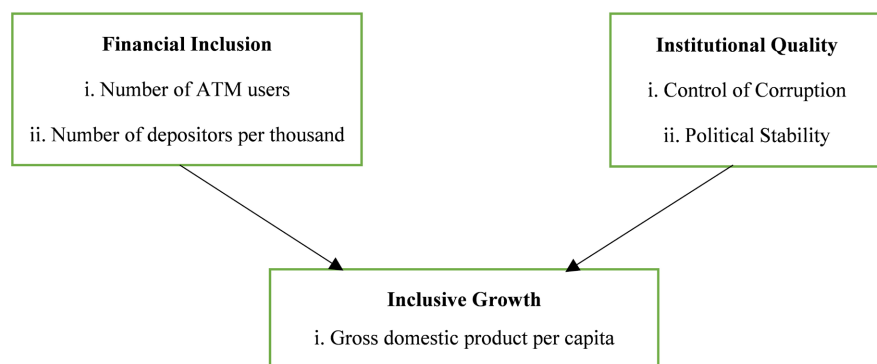 Financial Inclusion
i. Number of ATM users
ii. Number of depositors per thousand
Institutional Quality
i. Control of Corruption
ii. Political Stability
Inclusive Growth
i. Gross domestic product per capita